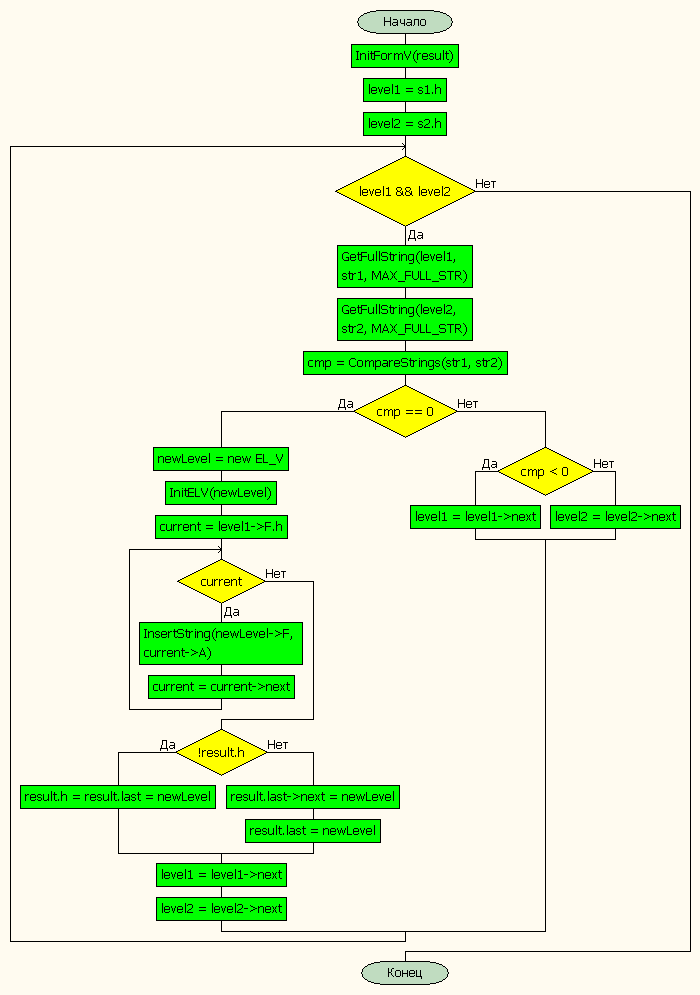 Начало
InitFormV(result)
level1 = s1.h
level2 = s2.h
level1 && level2
Нет
Да
GetFullString(level1,
str1, MAX_FULL_STR)
GetFullString(level2,
str2, MAX_FULL_STR)
cmp = CompareStrings(str1, str2)
Да
cmp == 0
Нет
newLevel = new EL_V
InitELV(newLevel)
current = level1->F.h
Да
cmp < 0
Нет
level1 = level1->next
level2 = level2->next
current
Нет
Да
InsertString(newLevel->F,
current->A)
current = current->next
Да
!result.h
Нет
result.h = result.last = newLevel
result.last->next = newLevel
result.last = newLevel
level1 = level1->next
level2 = level2->next
Конец